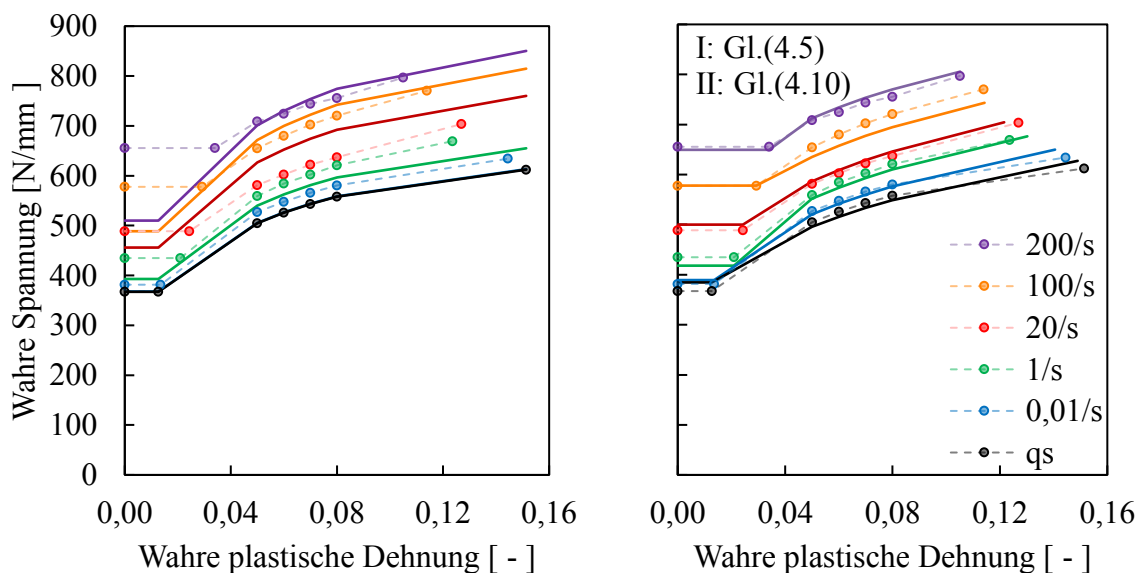 900
800
700
600
500
400
300
200
100
0
Wahre Spannung [N/mm ]
0,00 0,04 0,08 0,12 0,16
Wahre plastische Dehnung [ - ]
I: Gl.(4.5)
II: Gl.(4.10)
200/s
100/s
20/s
1/s
0,01/s
qs
0,00 0,04 0,08 0,12 0,16
Wahre plastische Dehnung [ - ]